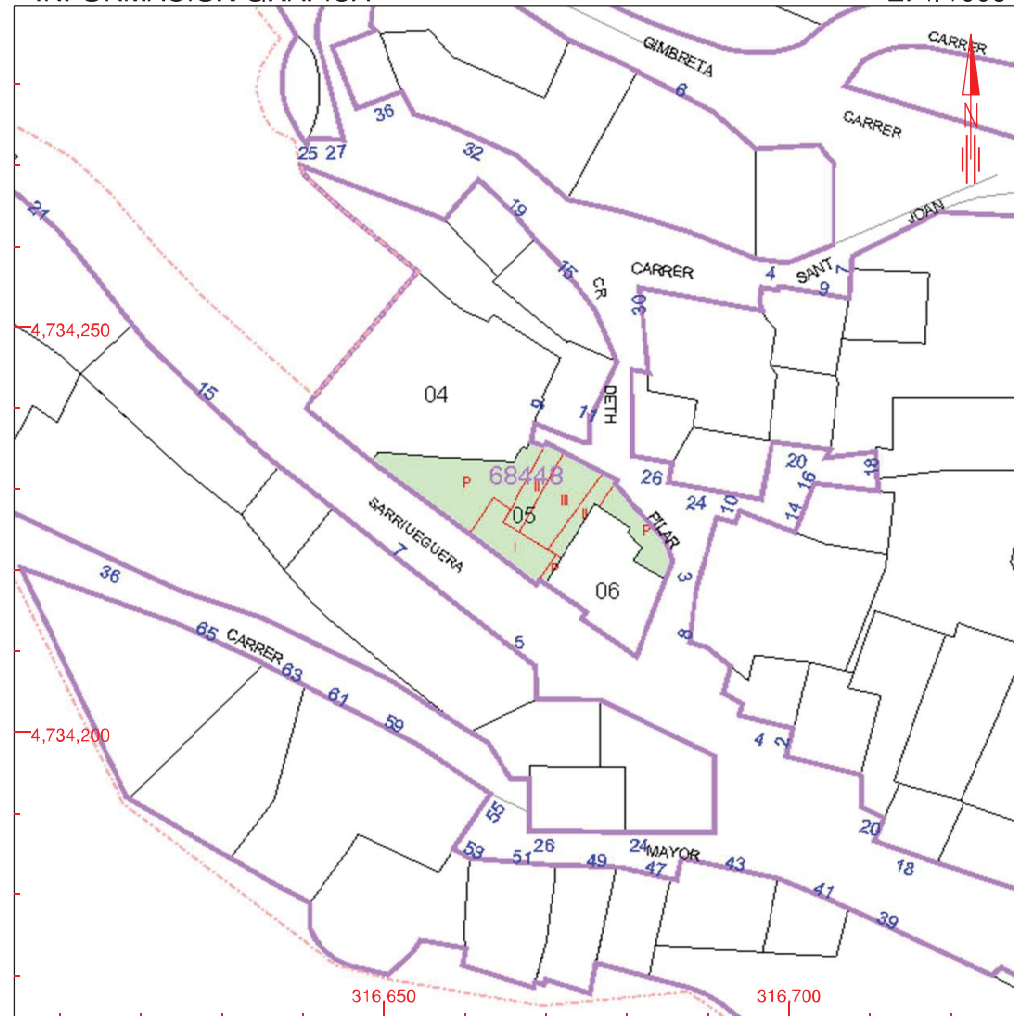 CARRER
GIMBRETA
6
CARRER
36
N
25 27
32
19
21
JOAN
15
CR
CARRER
4
SANT
7
9
30
4,734,250
15
04
9
11
DETH
68448
P
II
II
II
05
26
20
16
18
24
10
14
SARRIUEGUERA
P
PILAR
I
P
7
06
3
36
8
65
CARRER
63
5
61
59
4 2
4,734,200
55
20
53
51
26
49
24
MAYOR
47
43
18
41
39
316,650
316,700